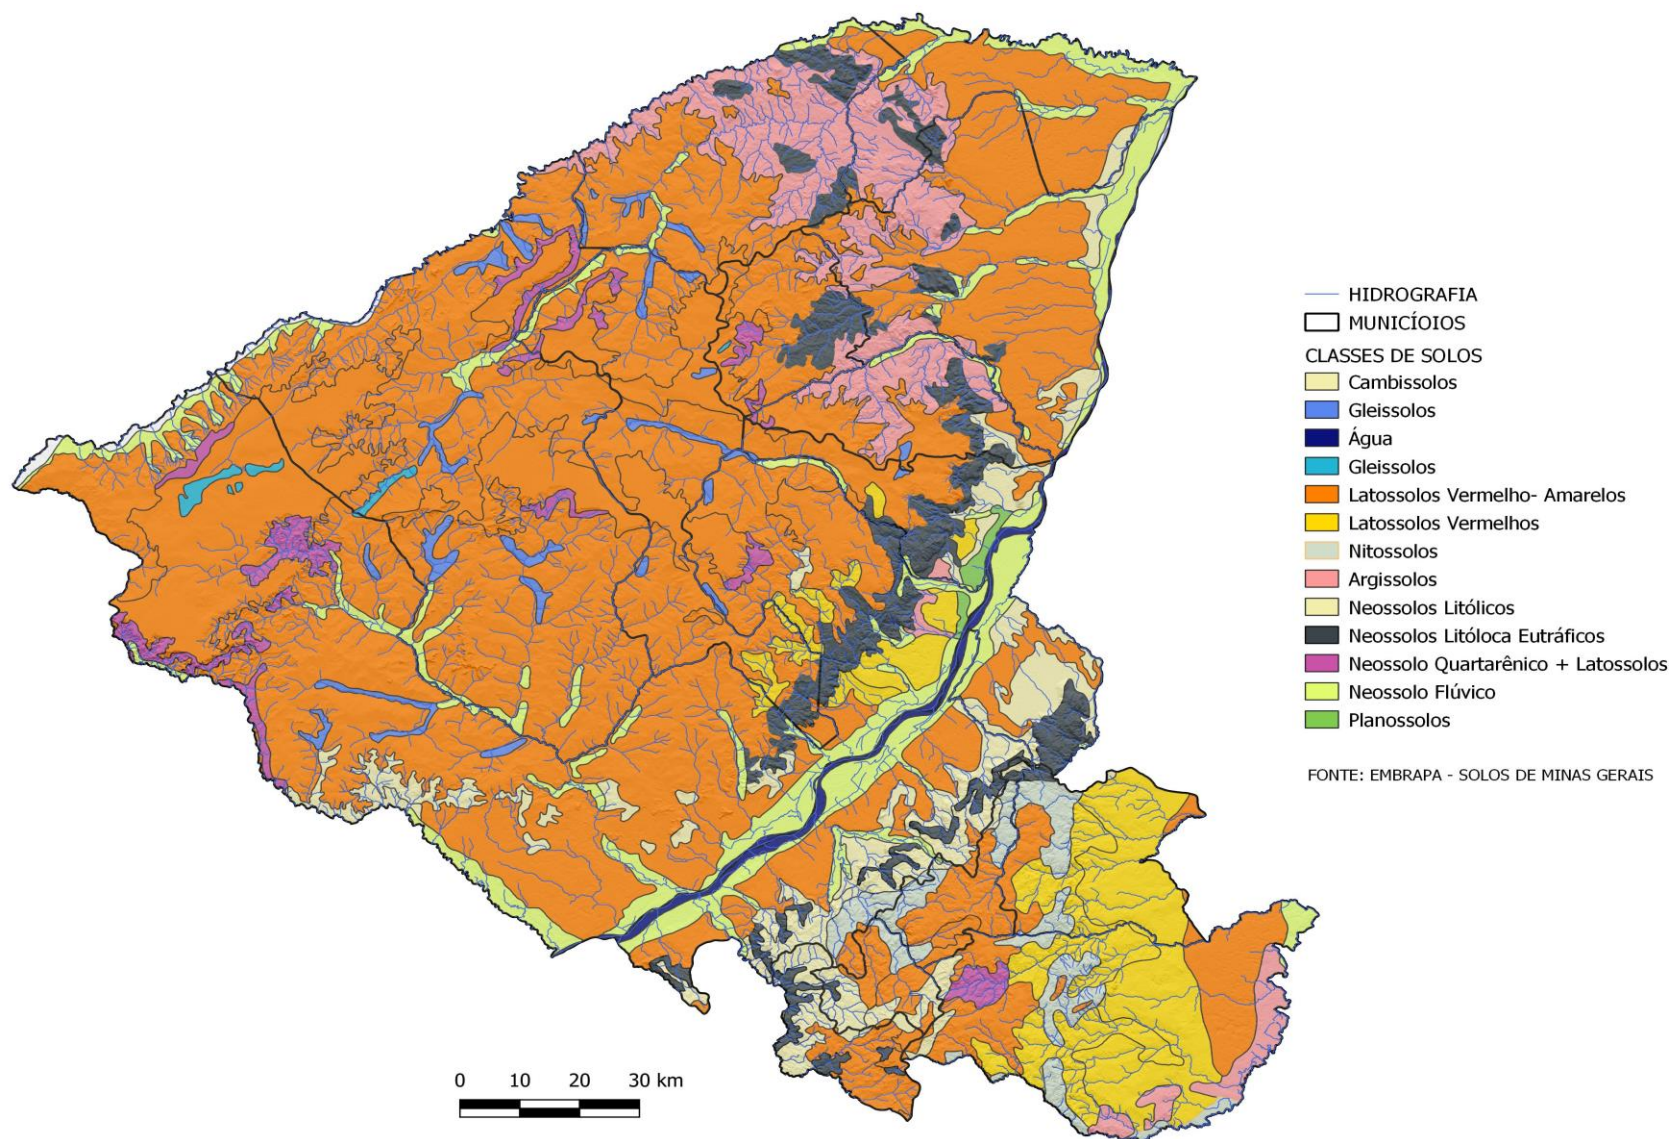 HIDROGRAFIA
MUNICÍOIOS
CLASSES DE SOLOS
Cambissolos
Gleissolos
Água
Gleissolos
Latossolos Vermelho- Amarelos
Latossolos Vermelhos
Nitossolos
Argissolos
Neossolos Litólicos
Neossolos Litóloca Eutráficos
Neossolo Quartarênico + Latossolos
Neossolo Flúvico
Planossolos
FONTE: EMBRAPA - SOLOS DE MINAS GERAIS
0 10 20 30 km